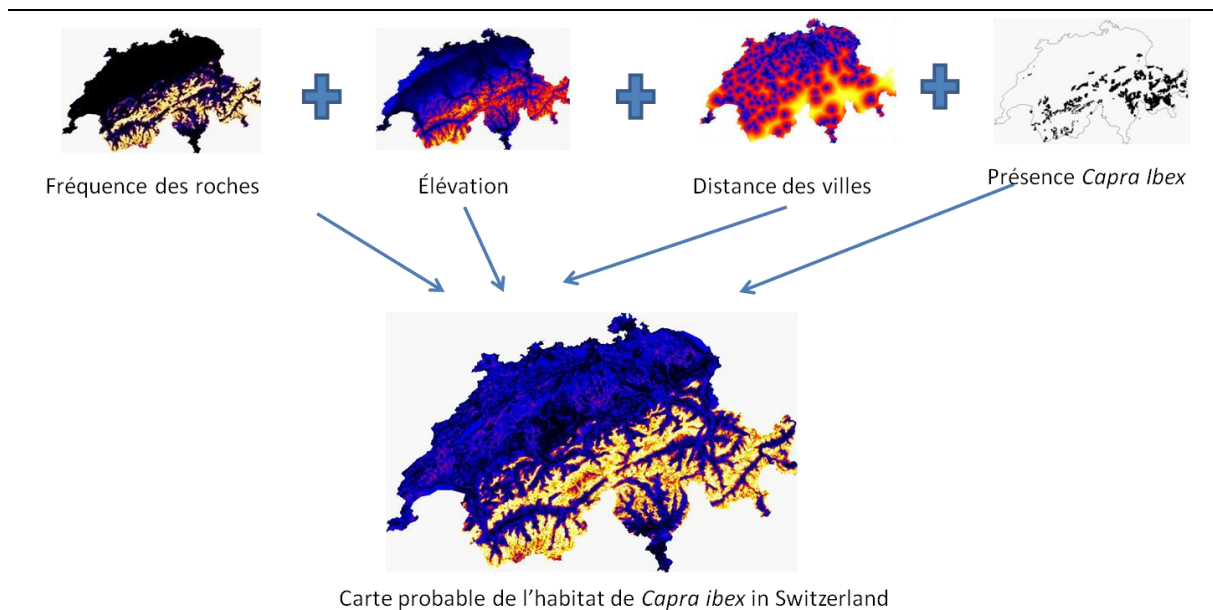 Fréquence des roches
Élévation
Distance des villes
Présence Capra Ibex
Carte probable de l'habitat de Capra ibex in Switzerland